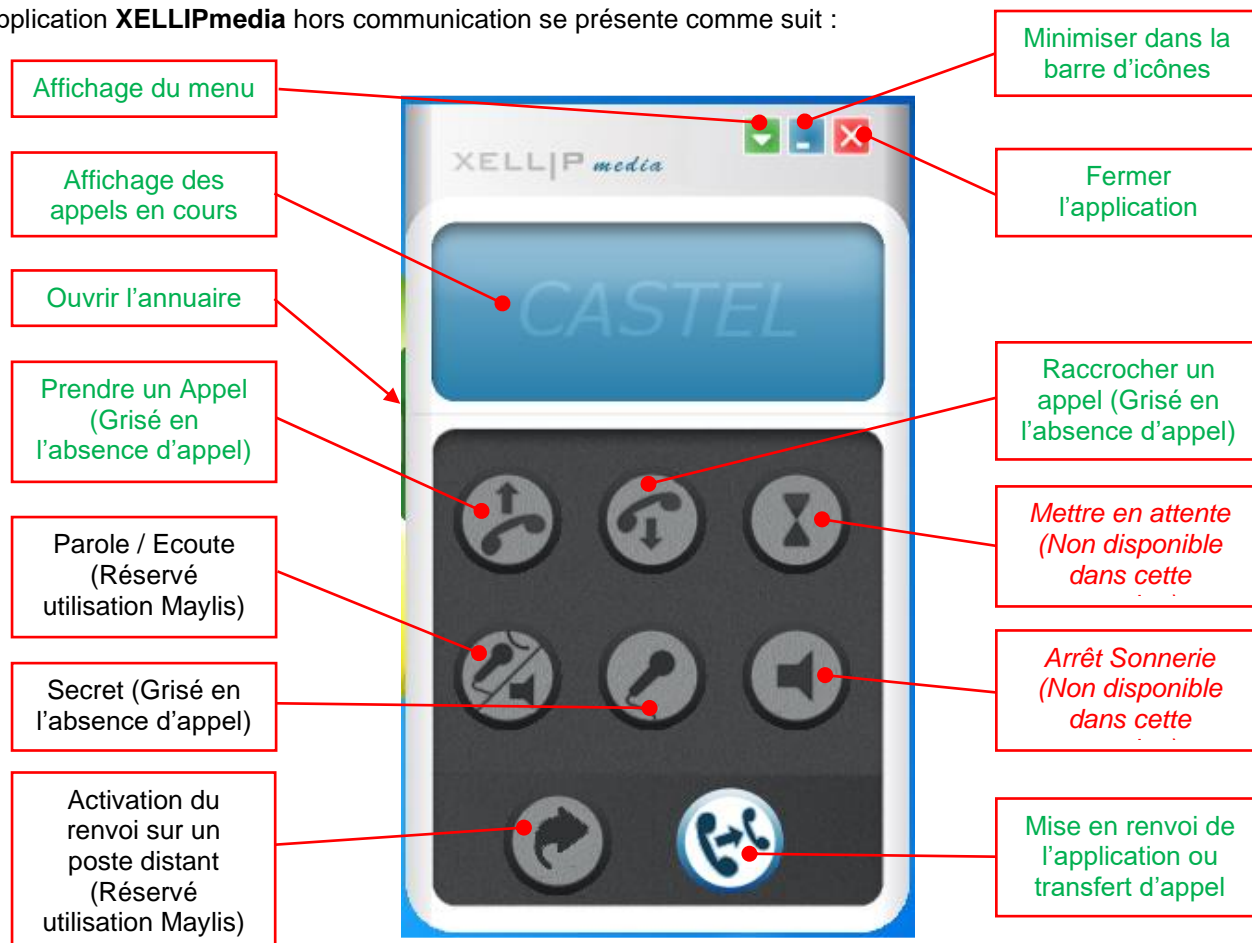 pplication XELLIPmedia hors communication se présente comme suit :
Minimiser dans la
barre d'icônes
Affichage du menu
XELLIP media
Affichage des
appels en cours
Fermer
l'application
Ouvrir l'annuaire
CASTEL
Prendre un Appel
(Grisé en
l'absence d'appel)
Raccrocher un
appel (Grisé en
l'absence d'appel)
Mettre en attente
(Non disponible
dans cette
Parole / Ecoute
(Réservé
utilisation Maylis)
Arrêt Sonnerie
(Non disponible
dans cette
Secret (Grisé en
l'absence d'appel)
Activation du
renvoi sur un
poste distant
(Réservé
utilisation Maylis)
Mise en renvoi de
l'application ou
transfert d'appel